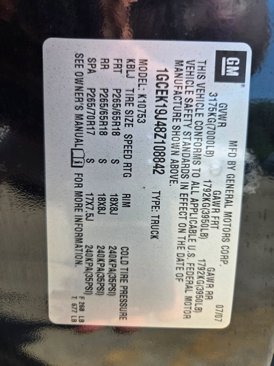 GM
MFD BY GENERAL MOTORS CORP
07/07
GVWR GAWR FRT GAWR RR
3175KG(7000LB) 1792KG(3950LB) 1792KG(3950LB)
THIS VEHICLE CONFORMS TO ALL APPLICABLE U.S. FEDERAL MOTOR
VEHICLE SAFETY STANDARDS IN EFFECT ON THE DATE OF
MANUFACTURE SHOWN ABOVE.
1GCEK19J48Z108842 TYPE: TRUCK
MODEL: K10753
KBLJ TIRE SIZE SPEED RTG RIM COLD TIRE PRESSURE
FRT P265/65R18 S 18X8J 240KPA(35PSI)
RR P265/65R18 S 18X8J 240KPA(35PSI)
SPA P265/70R17 S 17X7.5J 240KPA(35PSI)
SEE OWNER'S MANUAL FOR MORE INFORMATION.